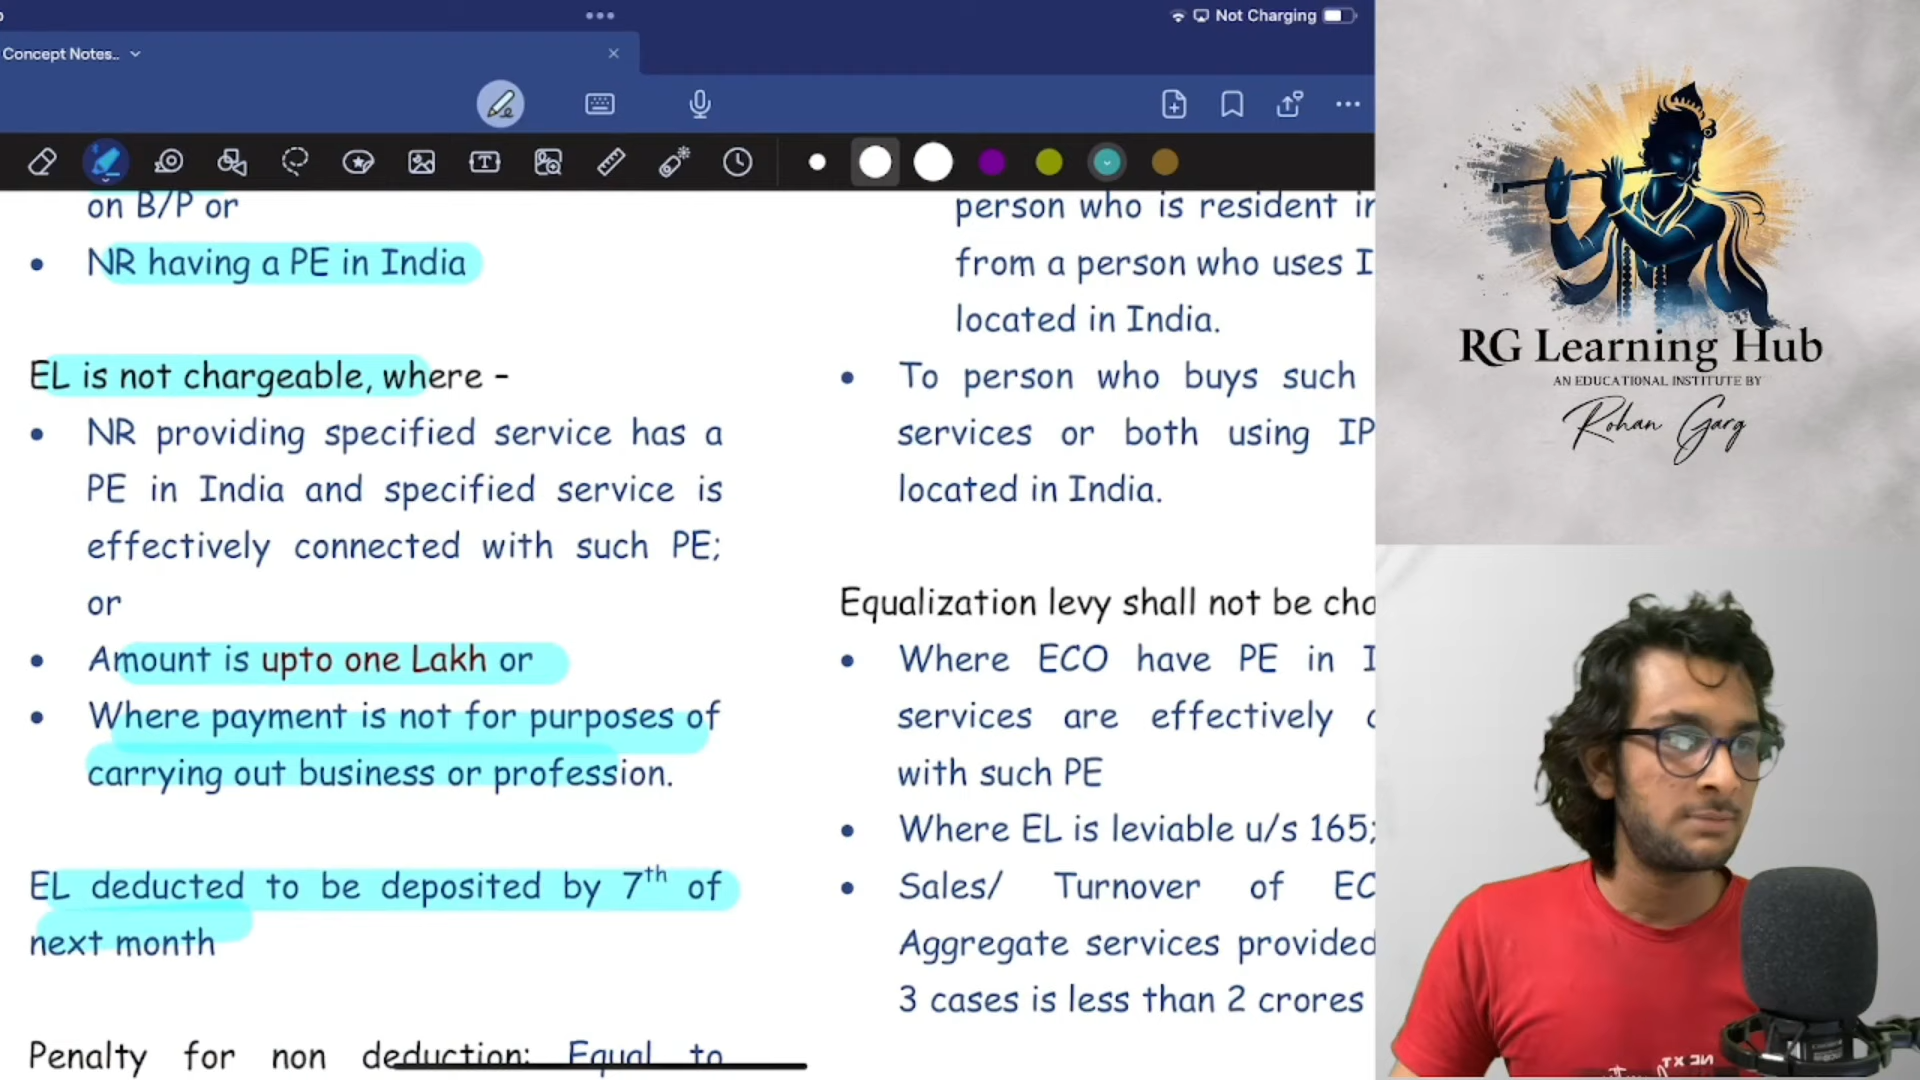 Not Charging
Concept Notes..
on B/P or
• NR having a PE in India
EL is not chargeable, where –
• NR providing specified service has a
PE in India and specified service is
effectively connected with such PE;
or
• Amount is upto one Lakh or
• Where payment is not for purposes of
carrying out business or profession.
EL deducted to be deposited by 7th of
next month
Penalty for non deduction: Equal to
person who is resident in
from a person who uses I
located in India.
• To person who buys such
services or both using IP
located in India.
Equalization levy shall not be cha
• Where ECO have PE in I
services are effectively c
with such PE
• Where EL is leviable u/s 165;
• Sales/ Turnover of EC
Aggregate services provided
3 cases is less than 2 crores
RG Learning Hub
AN EDUCATIONAL INSTITUTE BY
Rohan Garg